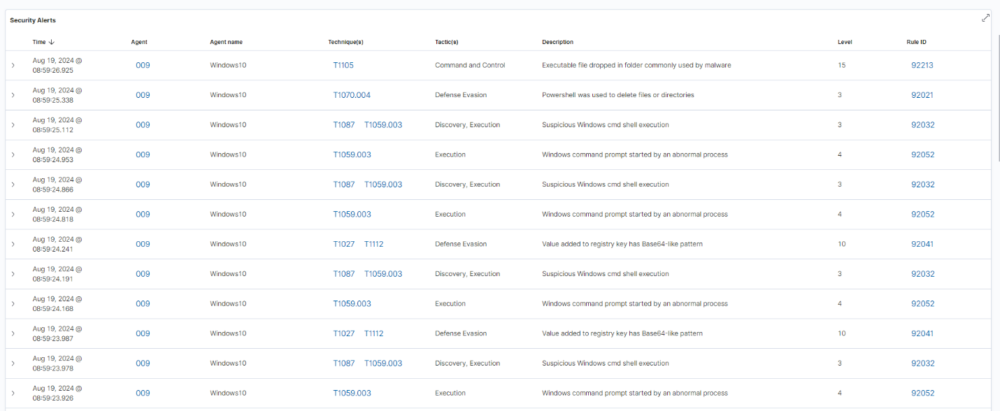 Security Alerts
Time Agent Agent name Technique(s) Tactic(s) Description Level Rule ID
Aug 19, 2024 @
08:59:26.925
009 Windows10 T1105 Command and Control Executable file dropped in folder commonly used by malware 15 92213
Aug 19, 2024 @
08:59:25.338
009 Windows10 T1070.004 Defense Evasion Powershell was used to delete files or directories 3 92021
Aug 19, 2024 @
08:59:25.112
009 Windows10 T1087 T1059.003 Discovery, Execution Suspicious Windows cmd shell execution 3 92032
Aug 19, 2024 @
08:59:24.953
009 Windows10 T1059.003 Execution Windows command prompt started by an abnormal process 4 92052
Aug 19, 2024 @
08:59:24.866
009 Windows10 T1087 T1059.003 Discovery, Execution Suspicious Windows cmd shell execution 3 92032
Aug 19, 2024 @
08:59:24.818
009 Windows10 T1059.003 Execution Windows command prompt started by an abnormal process 4 92052
Aug 19, 2024 @
08:59:24.241
009 Windows10 T1027 T1112 Defense Evasion Value added to registry key has Base64-like pattern 10 92041
Aug 19, 2024 @
08:59:24.191
009 Windows10 T1087 T1059.003 Discovery, Execution Suspicious Windows cmd shell execution 3 92032
Aug 19, 2024 @
08:59:24.168
009 Windows10 T1059.003 Execution Windows command prompt started by an abnormal process 4 92052
Aug 19, 2024 @
08:59:23.987
009 Windows10 T1027 T1112 Defense Evasion Value added to registry key has Base64-like pattern 10 92041
Aug 19, 2024 @
08:59:23.978
009 Windows10 T1087 T1059.003 Discovery, Execution Suspicious Windows cmd shell execution 3 92032
Aug 19, 2024 @
08:59:23.926
009 Windows10 T1059.003 Execution Windows command prompt started by an abnormal process 4 92052